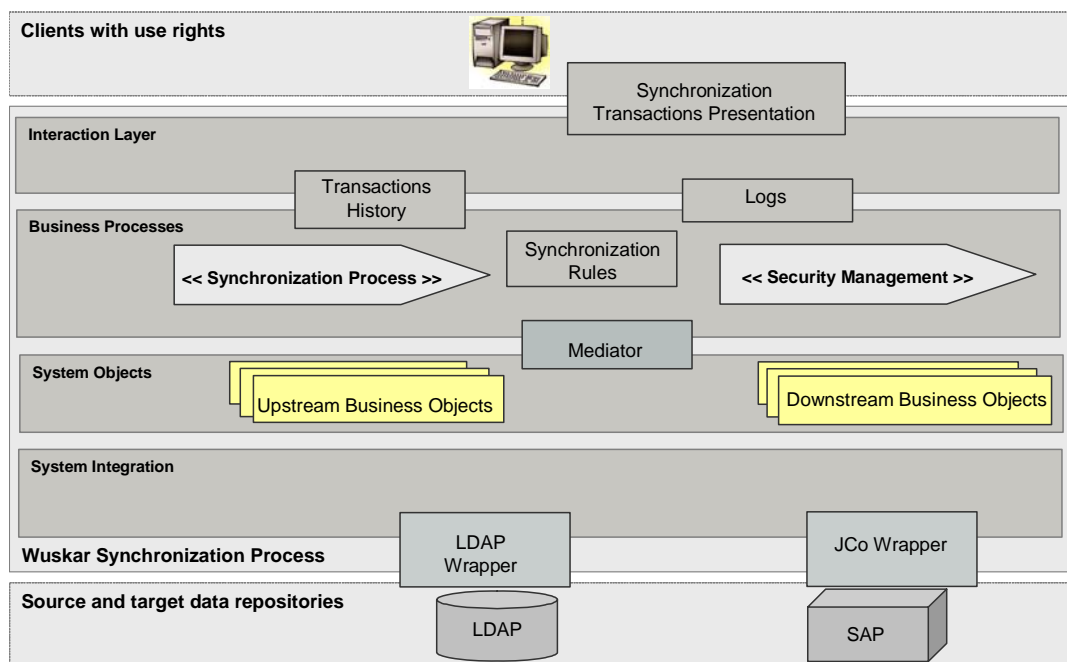 Clients with use rights
Synchronization
Transactions Presentation
Interaction Layer
Transactions
History
Logs
Business Processes
Synchronization
Rules
<< Synchronization Process >>
<< Security Management >>
Mediator
System Objects
Upstream Business Objects
Downstream Business Objects
System Integration
LDAP
Wrapper
JCo Wrapper
Wuskar Synchronization Process
Source and target data repositories
LDAP
SAP